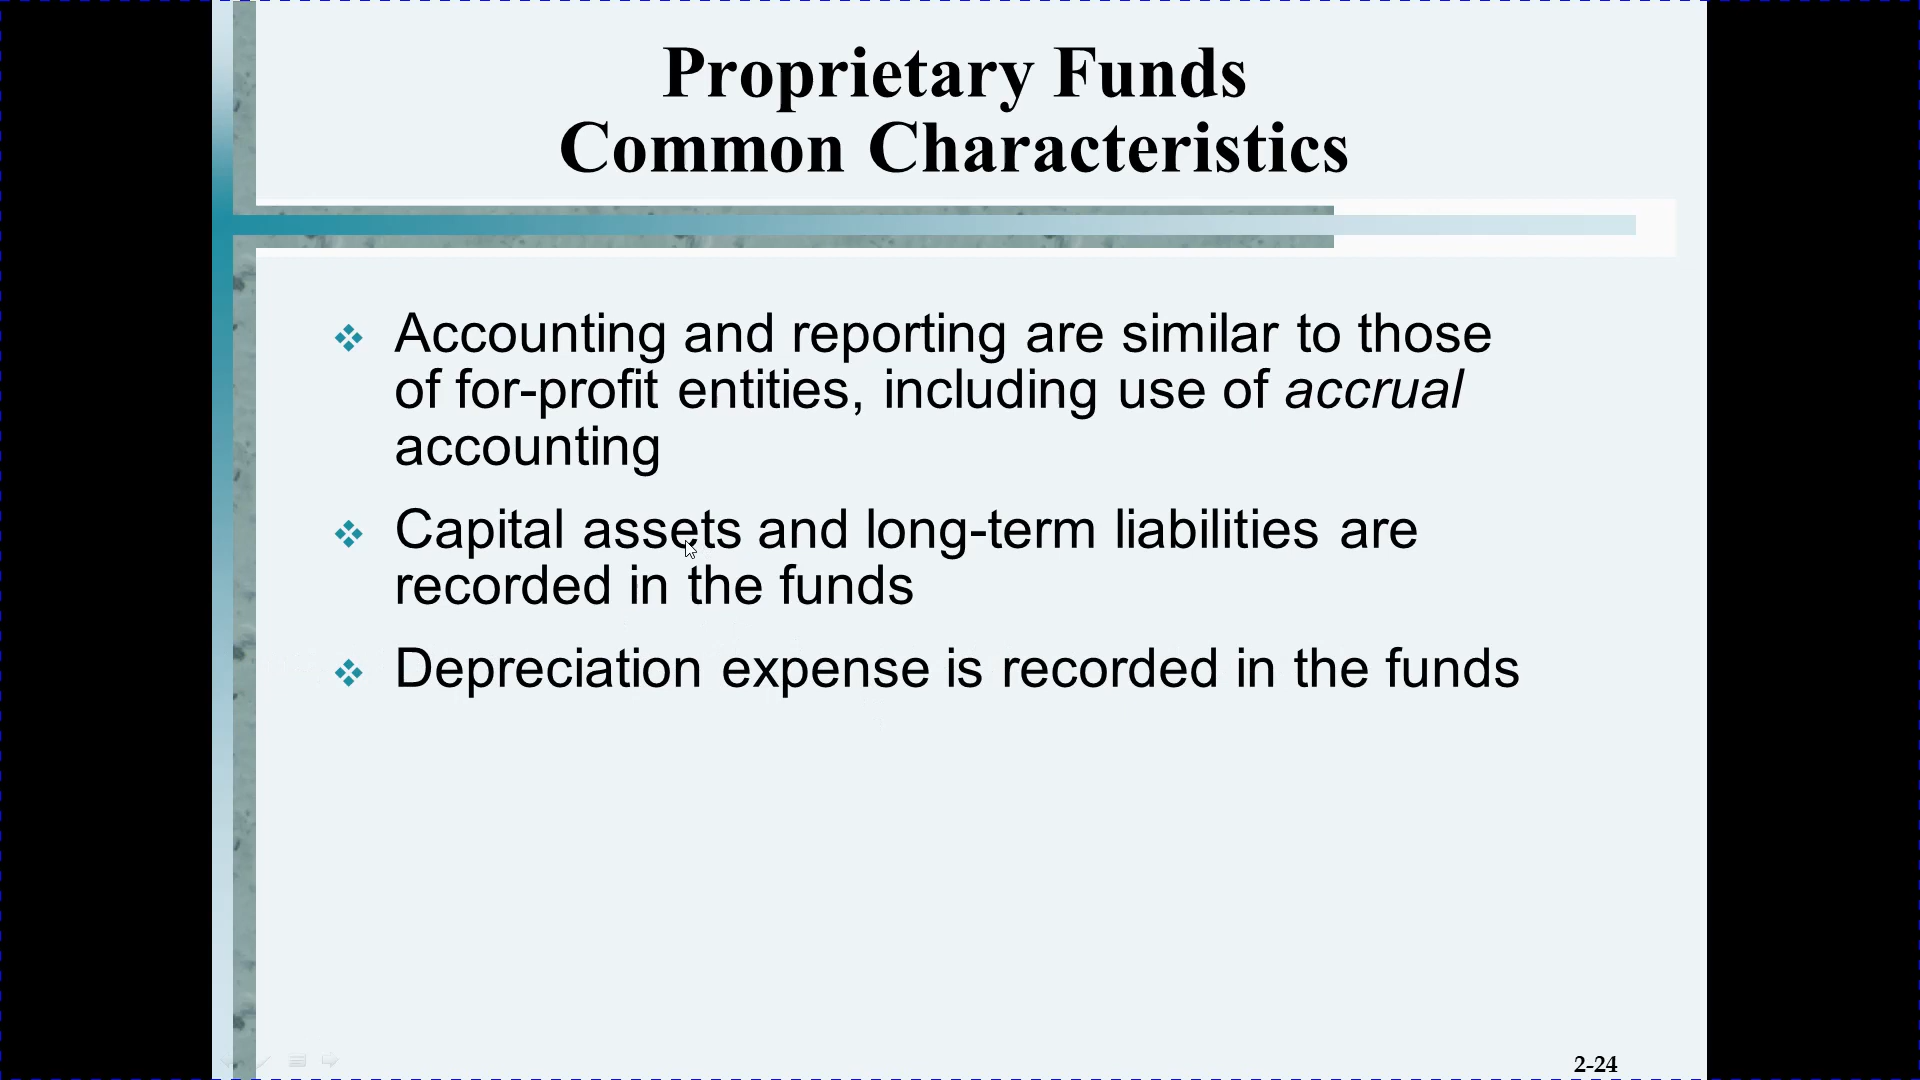 Proprietary Funds
Common Characteristics
Accounting and reporting are similar to those
of for-profit entities, including use of accrual
accounting
Capital assets and long-term liabilities are
recorded in the funds
Depreciation expense is recorded in the funds
2-24